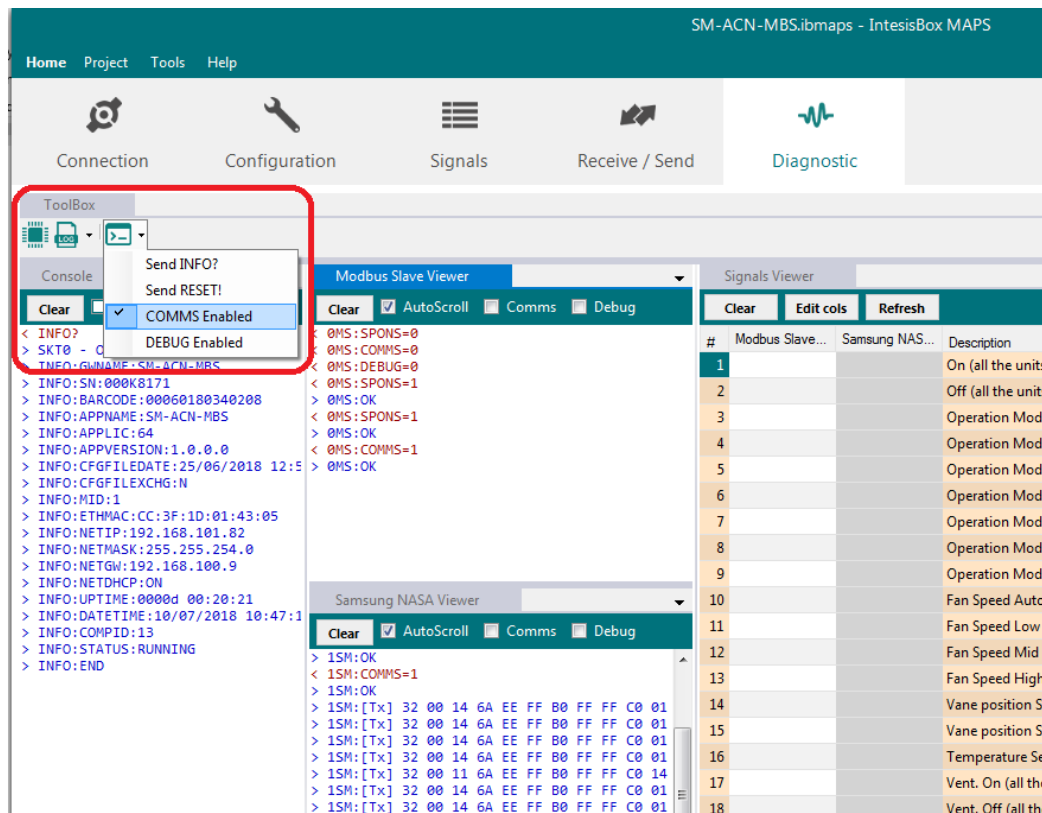 SM-ACN-MBS.ibmaps - IntesisBox MAPS
Home Project Tools Help
Connection Configuration Signals Receive / Send Diagnostic
ToolBox
LOG
Send INFO?
Send RESET!
COMMS Enabled
DEBUG Enabled
Console
Clear
< INFO?
> SKT0 - O
> INFO:GWNAME:SM-ACN-MBS
> INFO:SN:000K8171
> INFO:BARCODE:00060180340208
> INFO:APPNAME:SM-ACN-MBS
> INFO:APPLIC:64
> INFO:APPVERSION:1.0.0.0
> INFO:CFGFILEDATE:25/06/2018 12:5
> INFO:CFGFILEXCHG:N
> INFO:MID:1
> INFO:ETHMAC:CC:3F:1D:01:43:05
> INFO:NETIP:192.168.101.82
> INFO:NETMASK:255.255.254.0
> INFO:NETGW:192.168.100.9
> INFO:NETDHCP:ON
> INFO:UPTIME:0000d 00:20:21
> INFO:DATETIME:10/07/2018 10:47:1
> INFO:COMPID:13
> INFO:STATUS:RUNNING
> INFO:END
Modbus Slave Viewer
Clear AutoScroll Comms Debug
< 0MS:SPONS=0
< 0MS:COMMS=0
< 0MS:DEBUG=0
< 0MS:SPONS=1
> 0MS:OK
< 0MS:SPONS=1
> 0MS:OK
< 0MS:COMMS=1
> 0MS:OK
Samsung NASA Viewer
Clear AutoScroll Comms Debug
> 1SM:OK
< 1SM:COMMS=1
> 1SM:OK
> 1SM:[Tx] 32 00 14 6A EE FF B0 FF FF C0 01
> 1SM:[Tx] 32 00 14 6A EE FF B0 FF FF C0 01
> 1SM:[Tx] 32 00 14 6A EE FF B0 FF FF C0 01
> 1SM:[Tx] 32 00 14 6A EE FF B0 FF FF C0 01
> 1SM:[Tx] 32 00 11 6A EE FF B0 FF FF C0 14
> 1SM:[Tx] 32 00 14 6A EE FF B0 FF FF C0 01
> 1SM:[Tx] 32 00 14 6A EE FF B0 FF FF C0 01
Signals Viewer
Clear Edit cols Refresh
# Modbus Slave... Samsung NAS... Description
1 On (all the units
2 Off (all the unit
3 Operation Mod
4 Operation Mod
5 Operation Mod
6 Operation Mod
7 Operation Mod
8 Operation Mod
9 Operation Mod
10 Fan Speed Auto
11 Fan Speed Low
12 Fan Speed Mid
13 Fan Speed High
14 Vane position S
15 Vane position S
16 Temperature Se
17 Vent. On (all the
18 Vent. Off (all th